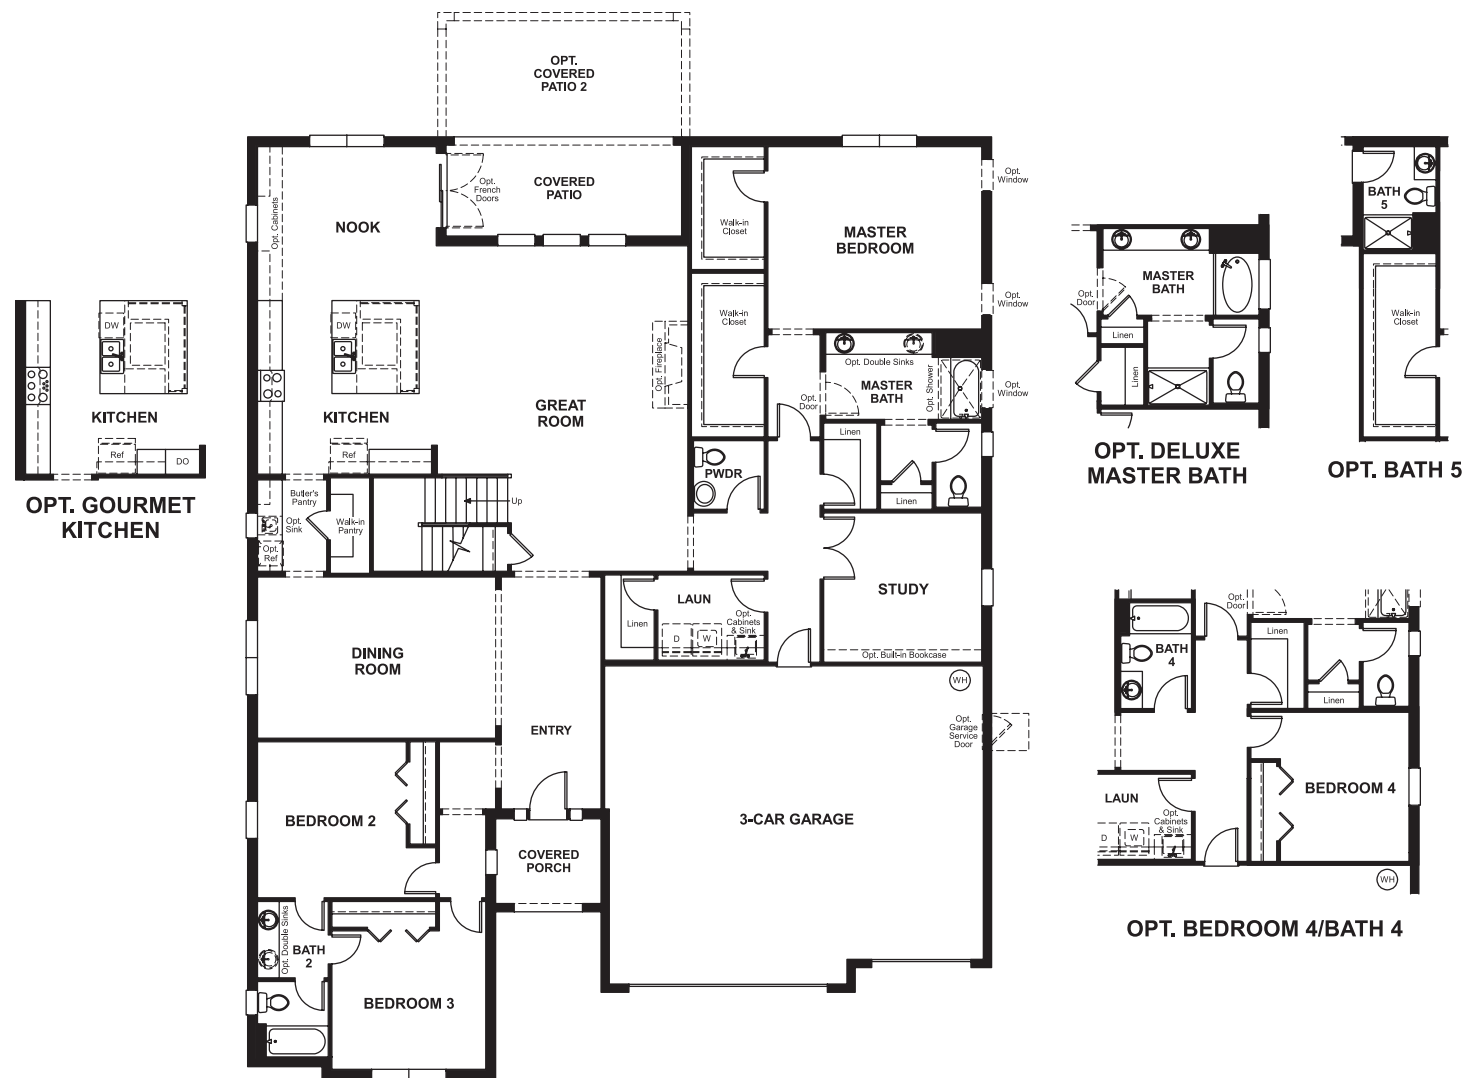 OPT.
COVERED
PATIO 2
Opt.
French
Doors
COVERED
PATIO
NOOK
Opt. Cabinets
Walk-in
Closet
MASTER
BEDROOM
Opt.
Window
Opt.
Window
Walk-in
Closet
DW
KITCHEN
Ref
Opt. Fireplace
GREAT
ROOM
Opt. Double Sinks
MASTER
BATH
Opt. Shower
Opt.
Door
Opt.
Window
Linen
Linen
PWDR
Butler's
Pantry
Opt.
Sink
Opt.
Ref
Walk-in
Pantry
Up
LAUN
Linen
D
W
Opt.
Cabinets
& Sink
STUDY
Opt. Built-in Bookcase
DINING
ROOM
ENTRY
WH
Opt.
Garage
Service
Door
BEDROOM 2
3-CAR GARAGE
COVERED
PORCH
Opt. Double Sinks
BATH
2
BEDROOM 3
DW
KITCHEN
Ref
DO
OPT. GOURMET
KITCHEN
MASTER
BATH
Opt.
Door
Linen
Linen
OPT. DELUXE
MASTER BATH
BATH
5
Walk-in
Closet
OPT. BATH 5
Opt.
Door
Linen
BATH
4
Linen
LAUN
Opt.
Cabinets
& Sink
D
W
BEDROOM 4
WH
OPT. BEDROOM 4/BATH 4